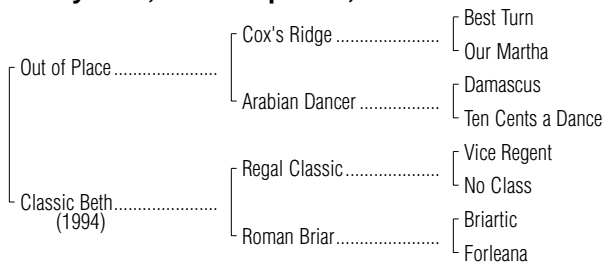 Out of Place
Classic Beth
(1994)
Cox's Ridge
Arabian Dancer
Regal Classic
Roman Briar
Best Turn
Our Martha
Damascus
Ten Cents a Dance
Vice Regent
No Class
Briartic
Forleana